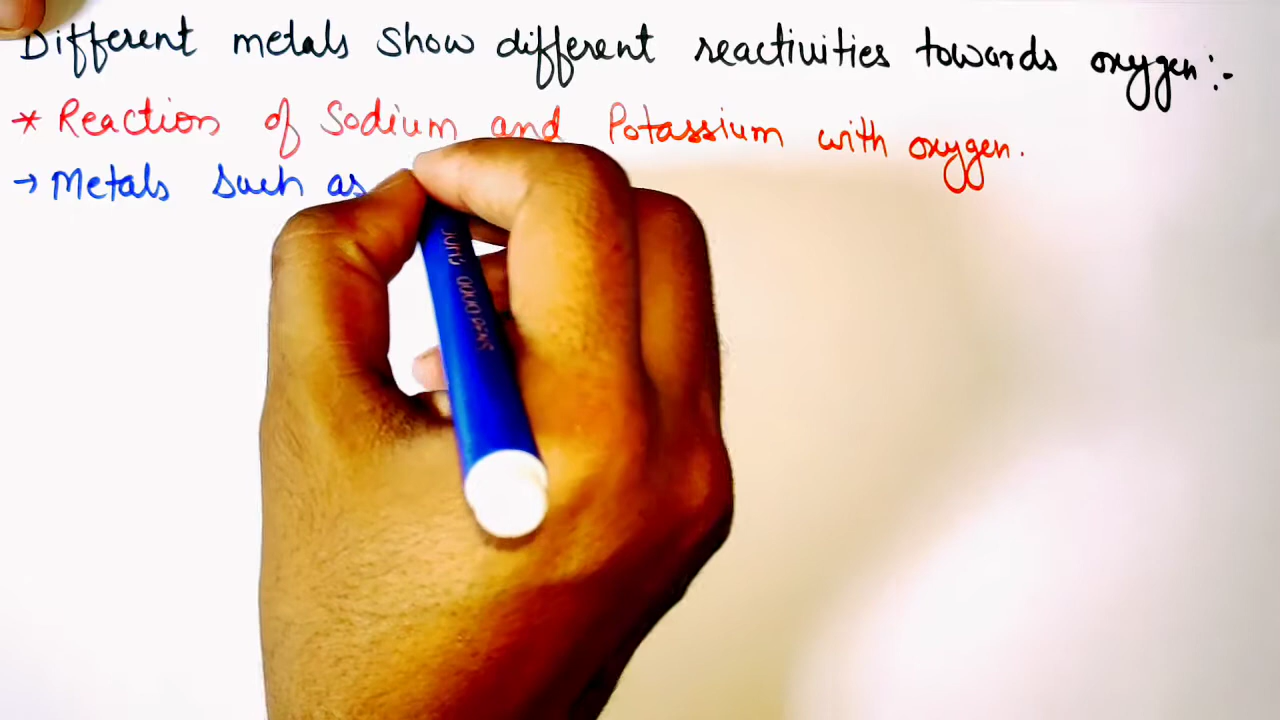 Different metals show different reactivities towards oxygen:-
* Reaction of Sodium and Potassium with oxygen.
→ Metals such as